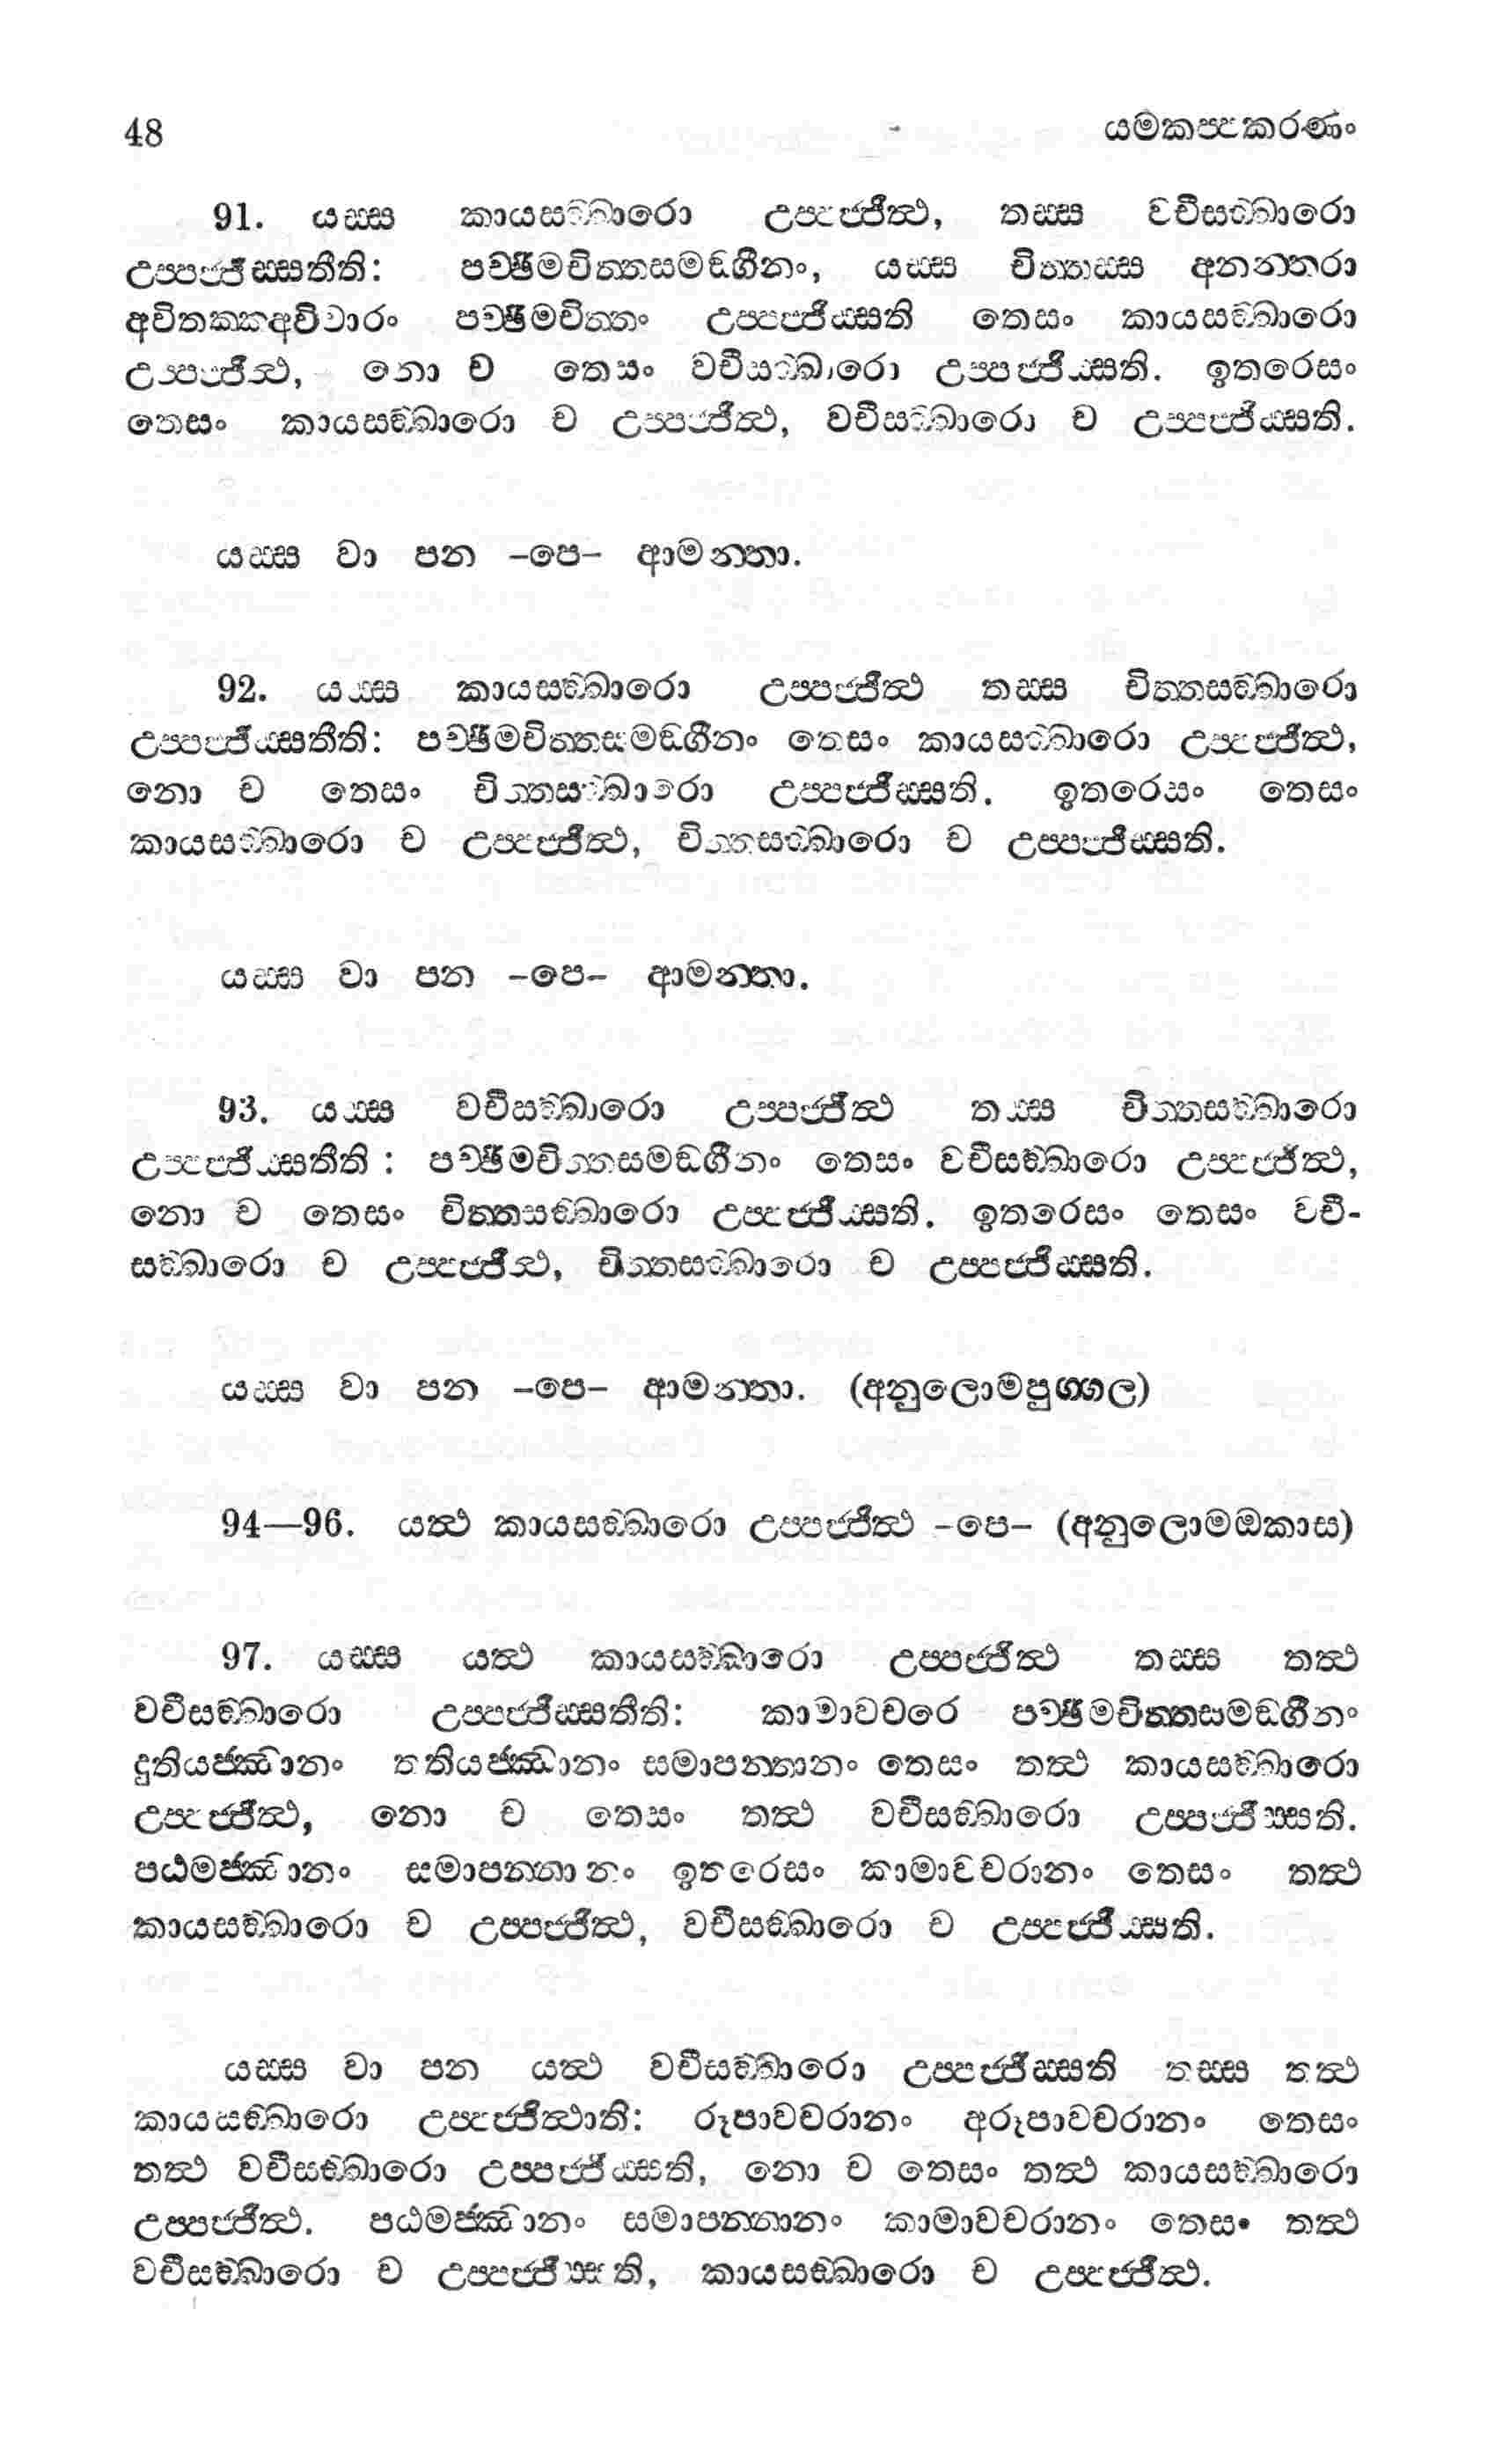 48 යමකප්පකරණං
91. යස්ස කායසඞ්ඛාරො උප්පජ්ජිත්ථ, තස්ස වචීසඞ්ඛාරො
උප්පජ්ජිස්සතීති: පච්ඡිමචිත්තසමඞ්ගීනං, යස්ස චිත්තස්ස අනන්තරා
අවිතක්කඅවිචාරං පච්ඡිමචිත්තං උප්පජ්ජිස්සති තෙසං කායසඞ්ඛාරො
උප්පජ්ජිත්ථ, නො ච තෙසං වචීසඞ්ඛාරො උප්පජ්ජිස්සති. ඉතරෙසං
තෙසං කායසඞ්ඛාරො ච උප්පජ්ජිත්ථ, වචීසඞ්ඛාරො ච උප්පජ්ජිස්සති.
යස්ස වා පන –පෙ– ආමන්තා.
92. යස්ස කායසඞ්ඛාරො උප්පජ්ජිත්ථ තස්ස චිත්තසඞ්ඛාරො
උප්පජ්ජිස්සතීති: පච්ඡිමචිත්තසමඞ්ගීනං තෙසං කායසඞ්ඛාරො උප්පජ්ජිත්ථ,
නො ච තෙසං චිත්තසඞ්ඛාරො උප්පජ්ජිස්සති. ඉතරෙසං තෙසං
කායසඞ්ඛාරො ච උප්පජ්ජිත්ථ, චිත්තසඞ්ඛාරො ච උප්පජ්ජිස්සති.
යස්ස වා පන –පෙ– ආමන්තා.
93. යස්ස වචීසඞ්ඛාරො උප්පජ්ජිත්ථ තස්ස චිත්තසඞ්ඛාරො
උප්පජ්ජිස්සතීති: පච්ඡිමචිත්තසමඞ්ගීනං තෙසං වචීසඞ්ඛාරො උප්පජ්ජිත්ථ,
නො ච තෙසං චිත්තසඞ්ඛාරො උප්පජ්ජිස්සති. ඉතරෙසං තෙසං වචී-
සඞ්ඛාරො ච උප්පජ්ජිත්ථ, චිත්තසඞ්ඛාරො ච උප්පජ්ජිස්සති.
යස්ස වා පන –පෙ– ආමන්තා. (අනුලොමපුග්ගල)
94—96. යත්ථ කායසඞ්ඛාරො උප්පජ්ජිත්ථ –පෙ– (අනුලොමඔකාස)
97. යස්ස යත්ථ කායසඞ්ඛාරො උප්පජ්ජිත්ථ තස්ස තත්ථ
වචීසඞ්ඛාරො උප්පජ්ජිස්සතීති: කාමාවචරෙ පච්ඡිමචිත්තසමඞ්ගීනං
දුතියජ්ඣානං තතියජ්ඣානං සමාපන්නානං තෙසං තත්ථ කායසඞ්ඛාරො
උප්පජ්ජිත්ථ, නො ච තෙසං තත්ථ වචීසඞ්ඛාරො උප්පජ්ජිස්සති.
පඨමජ්ඣානං සමාපන්නානං ඉතරෙසං කාමාවචරානං තෙසං තත්ථ
කායසඞ්ඛාරො ච උප්පජ්ජිත්ථ, වචීසඞ්ඛාරො ච උප්පජ්ජිස්සති.
යස්ස වා පන යත්ථ වචීසඞ්ඛාරො උප්පජ්ජිස්සති තස්ස තත්ථ
කායසඞ්ඛාරො උප්පජ්ජිත්ථාති: රූපාවචරානං අරූපාවචරානං තෙසං
තත්ථ වචීසඞ්ඛාරො උප්පජ්ජිස්සති, නො ච තෙසං තත්ථ කායසඞ්ඛාරො
උප්පජ්ජිත්ථ. පඨමජ්ඣානං සමාපන්නානං කාමාවචරානං තෙසං තත්ථ
වචීසඞ්ඛාරො ච උප්පජ්ජිස්සති, කායසඞ්ඛාරො ච උප්පජ්ජිත්ථ.